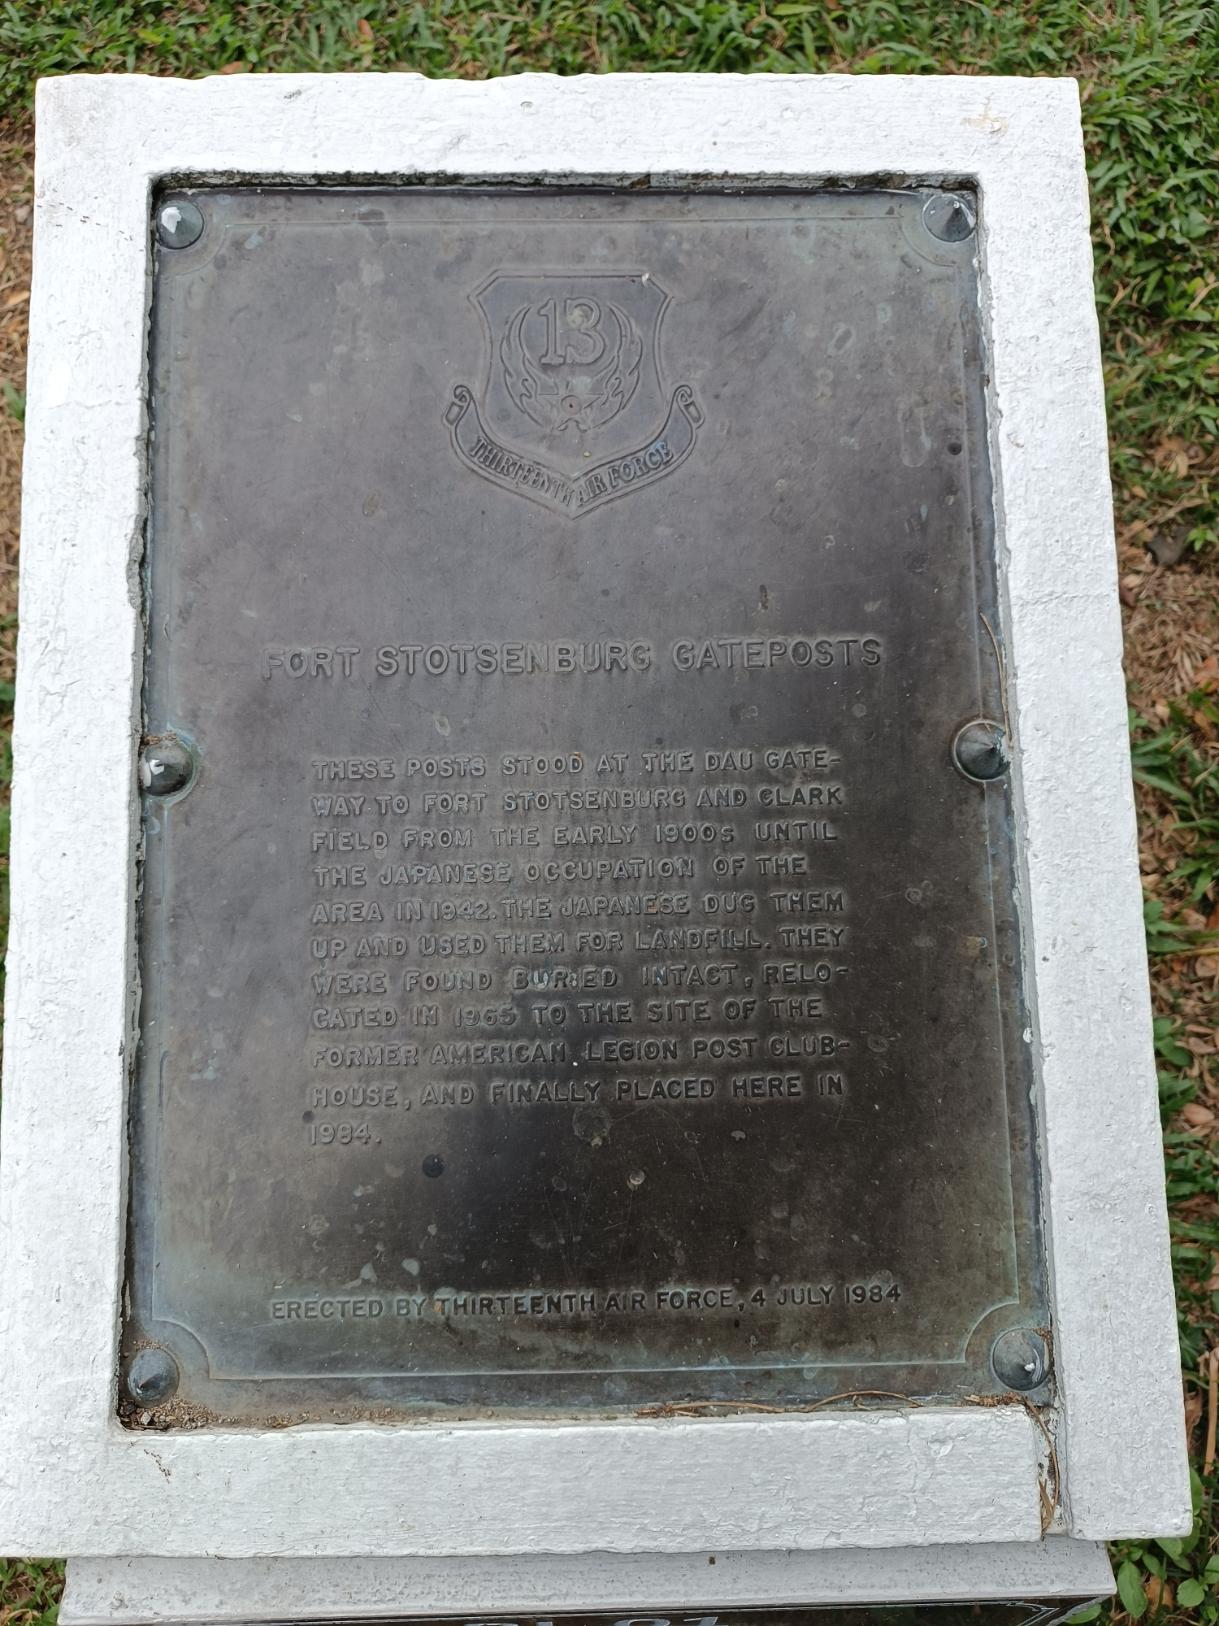 13
THIRTEENTH AIR FORCE
FORT STOTSENBURG GATEPOSTS
THESE POSTS STOOD AT THE DAU GATE-
WAY TO FORT STOTSENBURG AND CLARK
FIELD FROM THE EARLY 1900s UNTIL
THE JAPANESE OCCUPATION OF THE
AREA IN 1942. THE JAPANESE DUG THEM
UP AND USED THEM FOR LANDFILL. THEY
WERE FOUND BURIED INTACT, RELO-
CATED IN 1965 TO THE SITE OF THE
FORMER AMERICAN LEGION POST CLUB-
HOUSE, AND FINALLY PLACED HERE IN
1984.
ERECTED BY THIRTEENTH AIR FORCE, 4 JULY 1984